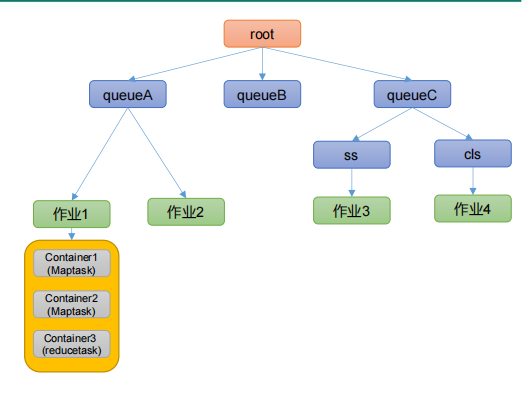 root
queueA
queueB
queueC
ss
cls
作业1
作业2
作业3
作业4
Container1
(Maptask)
Container2
(Maptask)
Container3
(reducetask)